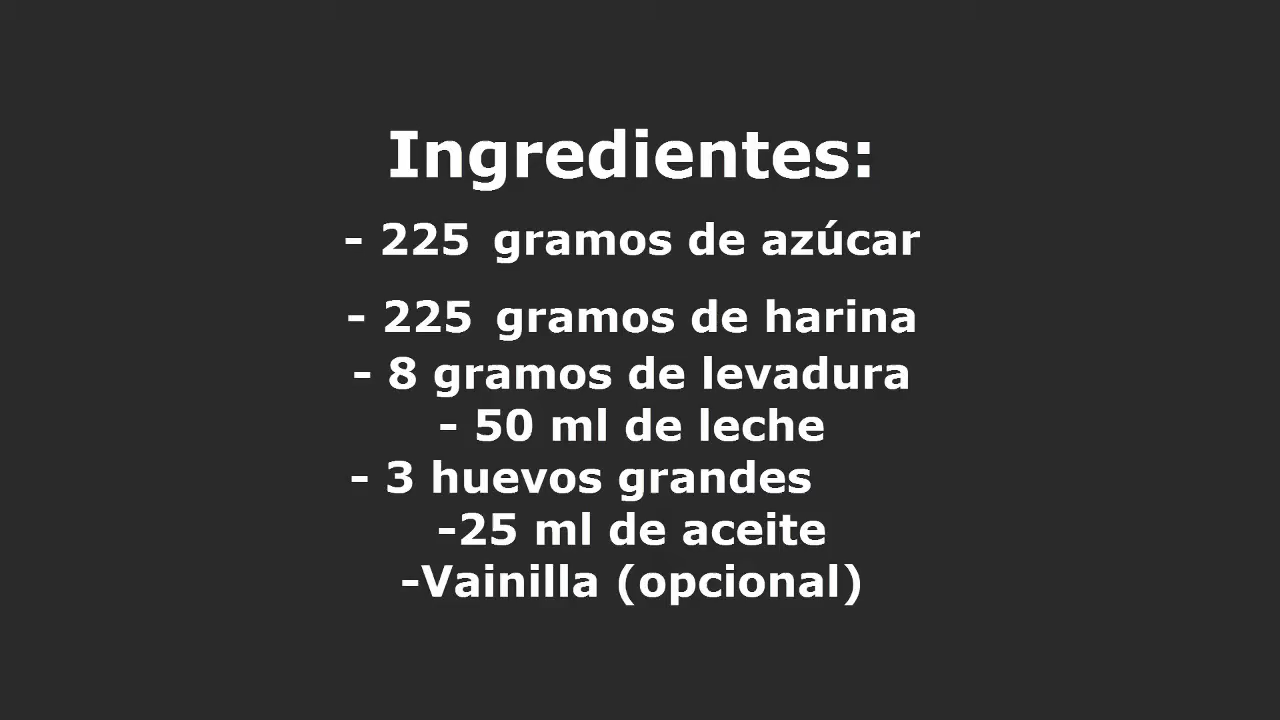 Ingredientes:
- 225 gramos de azúcar
- 225 gramos de harina
- 8 gramos de levadura
- 50 ml de leche
- 3 huevos grandes
-25 ml de aceite
-Vainilla (opcional)